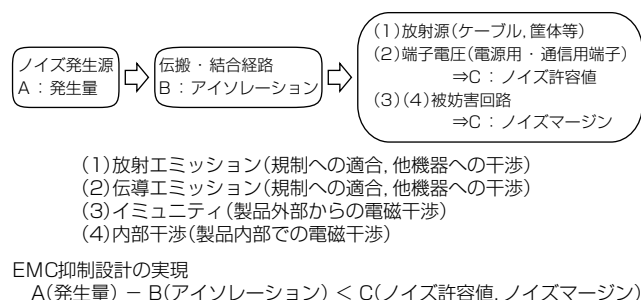 ノイズ発生源
A：発生量
伝搬・結合経路
B：アイソレーション
(1)放射源(ケーブル,筐体等)
(2)端子電圧(電源用・通信用端子)
⇒C：ノイズ許容値
(3)(4)被妨害回路
⇒C：ノイズマージン
(1)放射エミッション(規制への適合,他機器への干渉)
(2)伝導エミッション(規制への適合,他機器への干渉)
(3)イミュニティ(製品外部からの電磁干渉)
(4)内部干渉(製品内部での電磁干渉)
EMC抑制設計の実現
A(発生量) − B(アイソレーション) < C(ノイズ許容値,ノイズマージン)